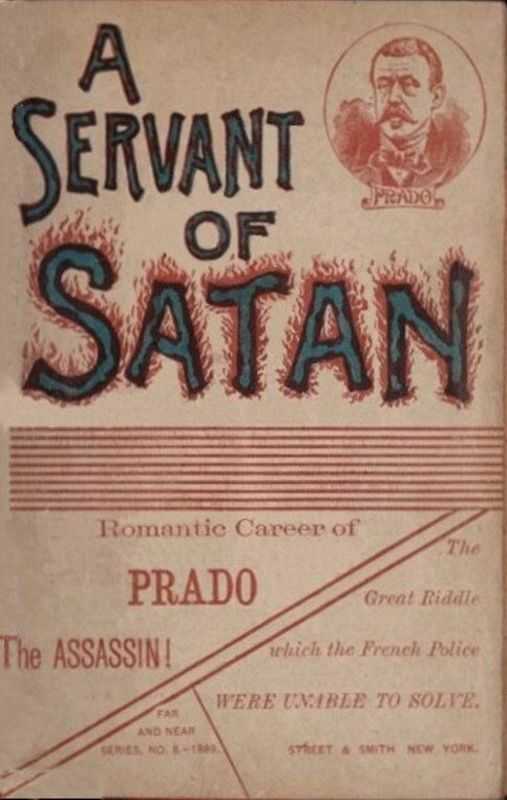 A
SERVANT
OF
SATAN
PRADO
Romantic Career of
PRADO
The ASSASSIN!
The
Great Riddle
which the French Police
WERE UNABLE TO SOLVE.
FAR
AND NEAR
SERIES, NO. 8.—1889.
STREET & SMITH NEW YORK.